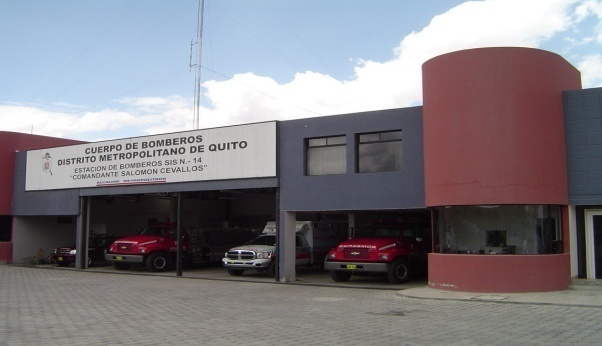 CUERPO DE BOMBEROS
DISTRITO METROPOLITANO DE QUITO
ESTACION DE BOMBEROS SIS N.- 14
"COMANDANTE SALOMON CEVALLOS"
BOMBEROS